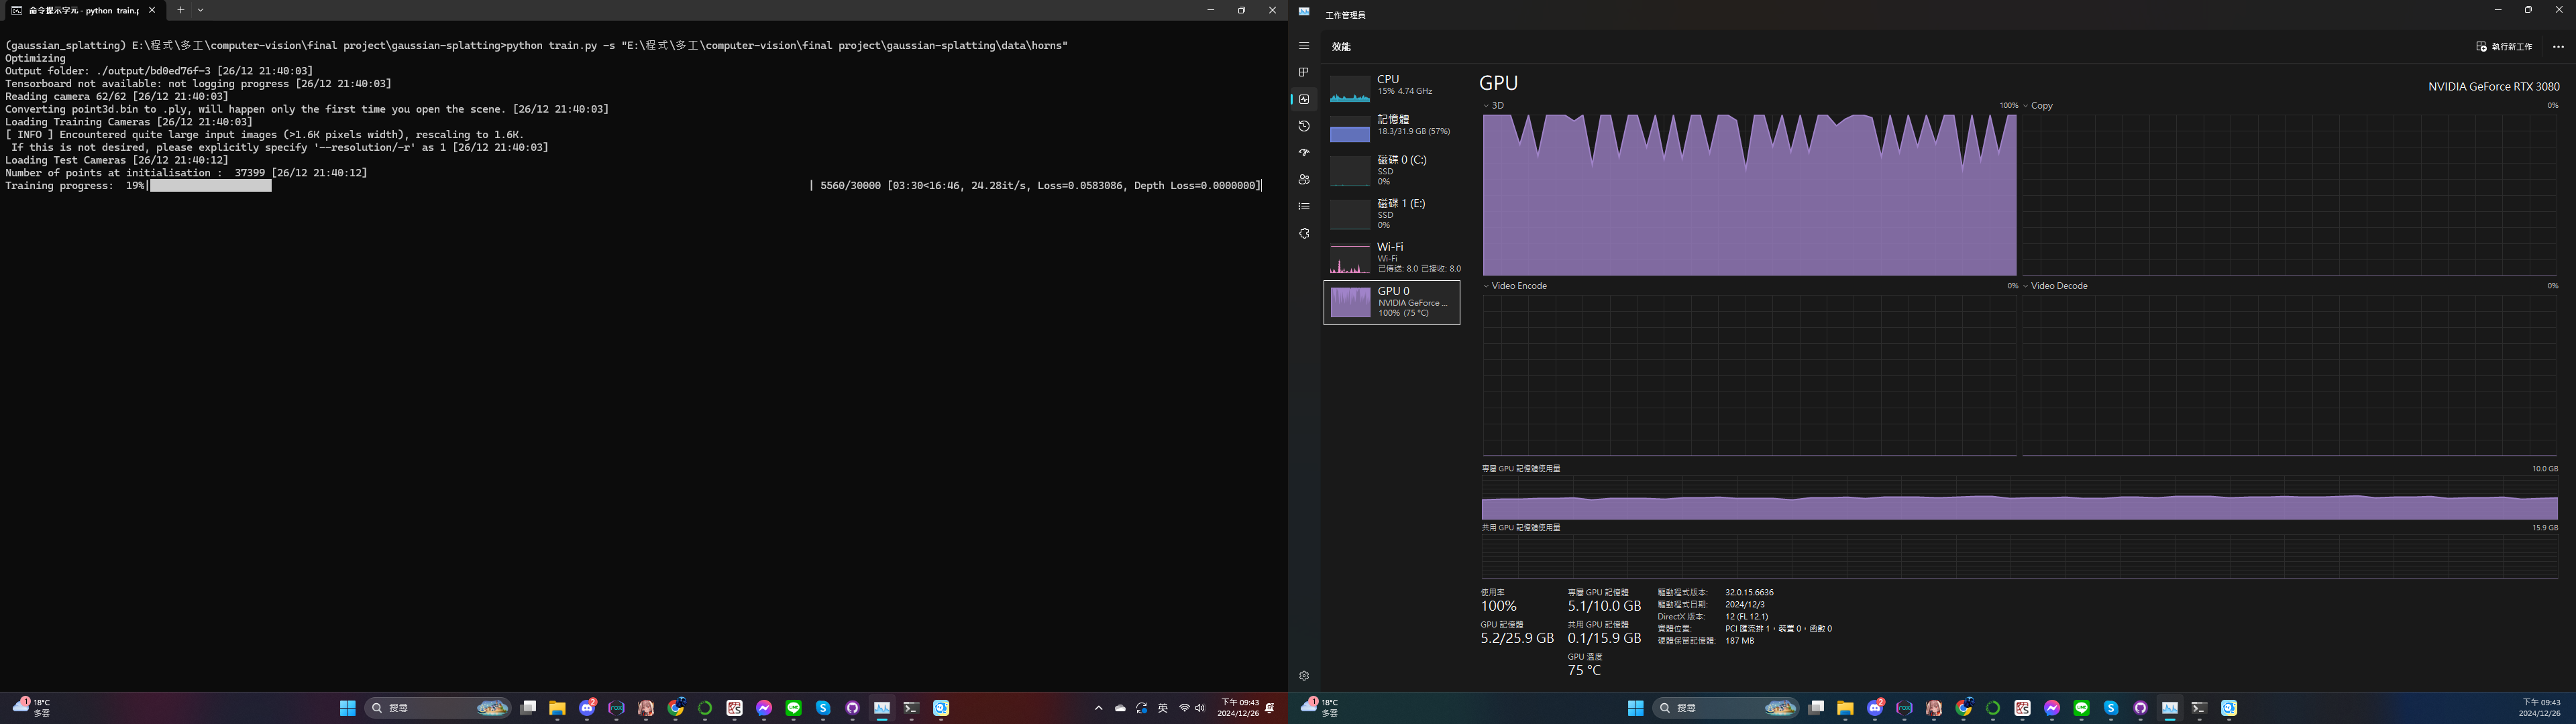 命令提示字元 - python train.p
(gaussian_splatting) E:\程式\多工\computer-vision\final project\gaussian-splatting>python train.py -s "E:\程式\多工\computer-vision\final project\gaussian-splatting\data\horns"
Optimizing
Output folder: ./output/bd0ed76f-3 [26/12 21:40:03]
Tensorboard not available: not logging progress [26/12 21:40:03]
Reading camera 62/62 [26/12 21:40:03]
Converting point3d.bin to .ply, will happen only the first time you open the scene. [26/12 21:40:03]
Loading Training Cameras [26/12 21:40:03]
[ INFO ] Encountered quite large input images (>1.6K pixels width), rescaling to 1.6K.
If this is not desired, please explicitly specify '--resolution/-r' as 1 [26/12 21:40:03]
Loading Test Cameras [26/12 21:40:12]
Number of points at initialisation : 37399 [26/12 21:40:12]
Training progress: 19%| | 5560/30000 [03:30<16:46, 24.28it/s, Loss=0.0583086, Depth Loss=0.0000000]
1
18°C
多雲
搜尋
2
英
下午 09:43
2024/12/26
工作管理員
效能
執行新工作
CPU
15% 4.74 GHz
記憶體
18.3/31.9 GB (57%)
磁碟 0 (C:)
SSD
0%
磁碟 1 (E:)
SSD
0%
Wi-Fi
Wi-Fi
已傳送: 8.0 已接收: 8.0
GPU 0
NVIDIA GeForce ...
100% (75 °C)
GPU
NVIDIA GeForce RTX 3080
3D 100%
Copy 0%
Video Encode 0%
Video Decode 0%
專屬 GPU 記憶體使用量 10.0 GB
共用 GPU 記憶體使用量 15.9 GB
使用率
100%
GPU 記憶體
5.2/25.9 GB
專屬 GPU 記憶體
5.1/10.0 GB
共用 GPU 記憶體
0.1/15.9 GB
GPU 溫度
75 °C
驅動程式版本: 32.0.15.6636
驅動程式日期: 2024/12/3
DirectX 版本: 12 (FL 12.1)
實體位置: PCI 匯流排 1，裝置 0，函數 0
硬體保留記憶體: 187 MB
1
18°C
多雲
搜尋
2
下午 09:43
2024/12/26